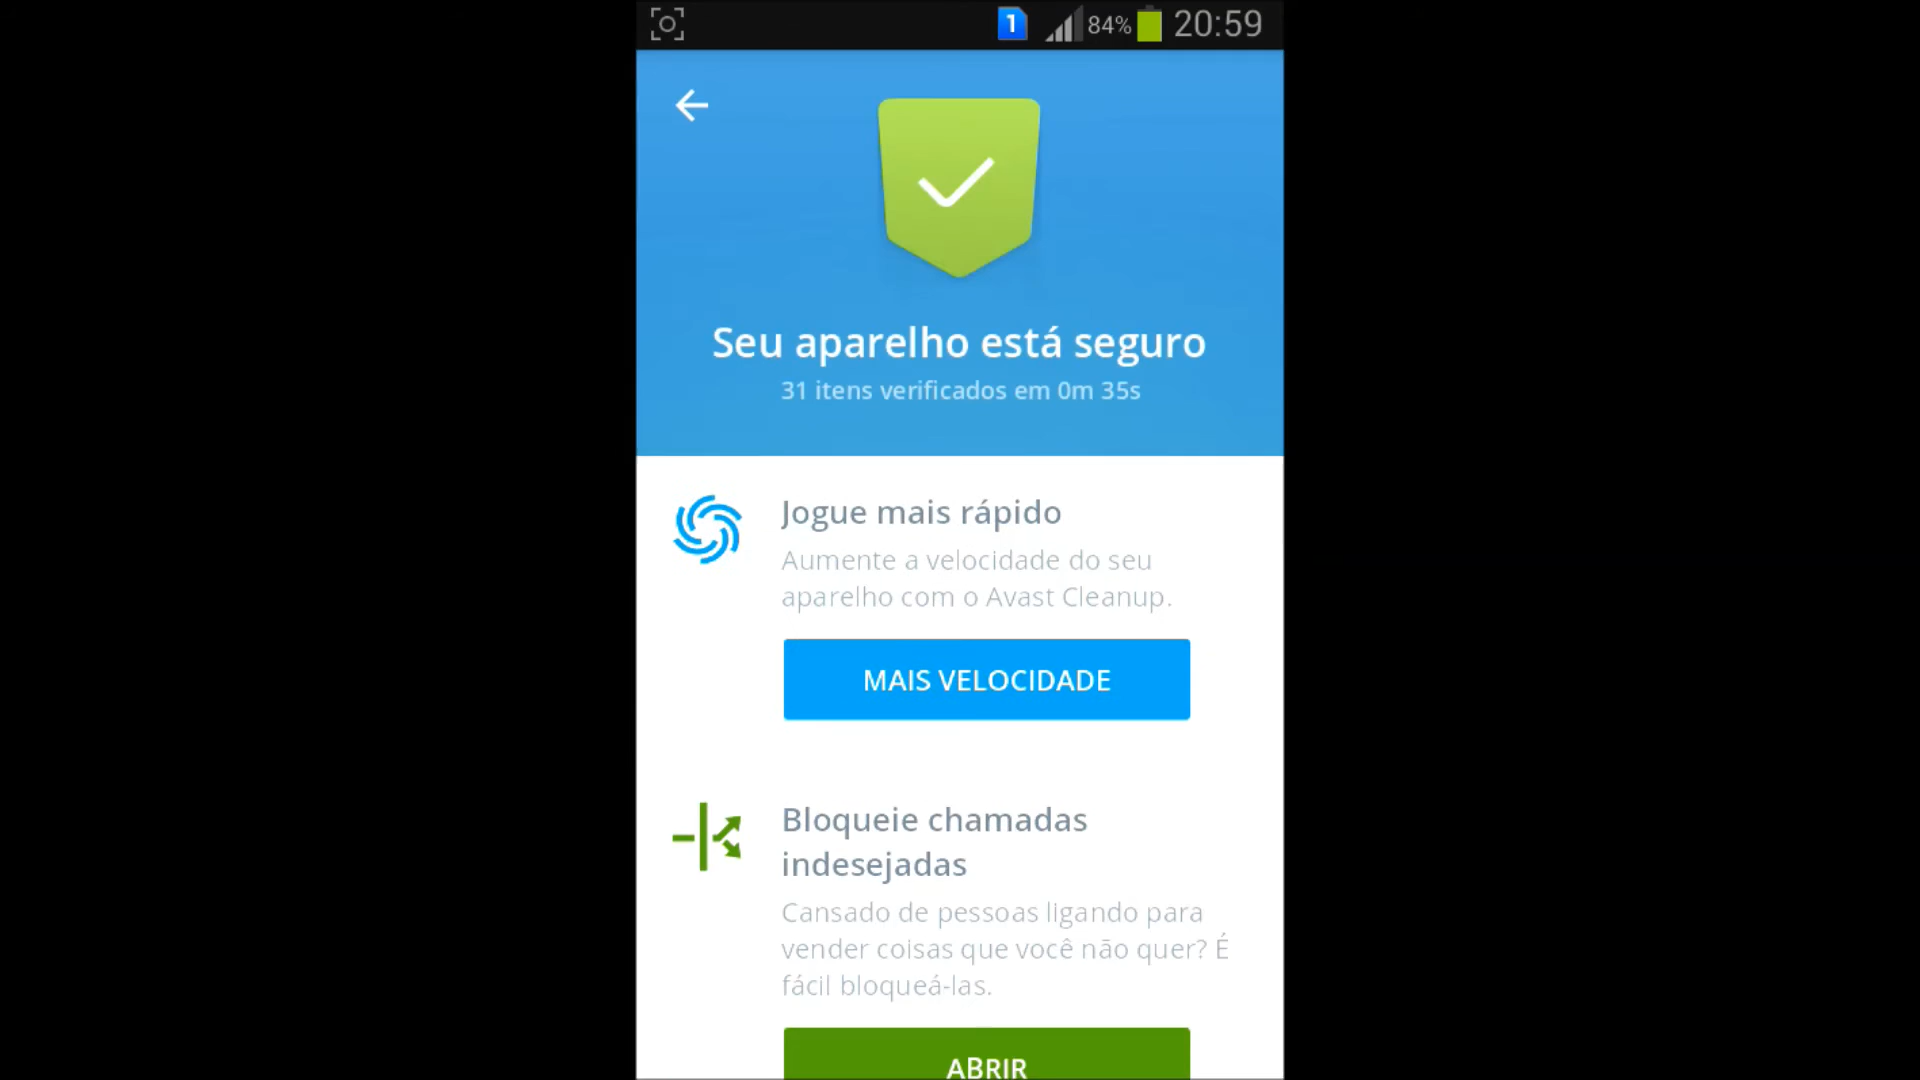 1 84% 20:59
Seu aparelho está seguro
31 itens verificados em 0m 35s
Jogue mais rápido
Aumente a velocidade do seu
aparelho com o Avast Cleanup.
MAIS VELOCIDADE
Bloqueie chamadas
indesejadas
Cansado de pessoas ligando para
vender coisas que você não quer? É
fácil bloqueá-las.
ABRIR